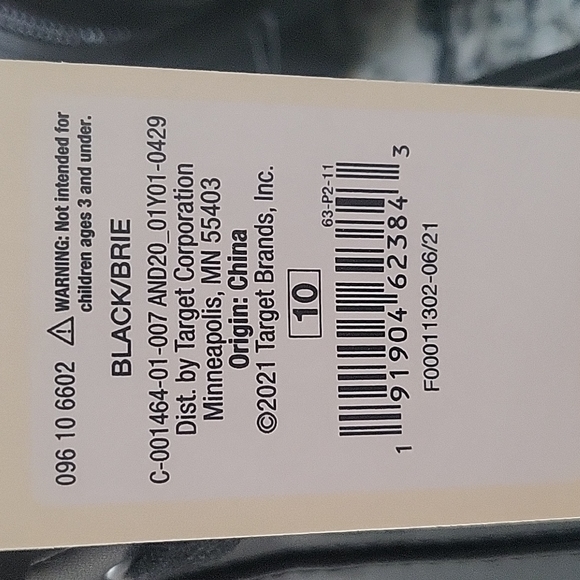 096 10 6602 ⚠ WARNING: Not intended for
children ages 3 and under.
BLACK/BRIE
C-001464-01-007 AND20_01Y01-0429
Dist. by Target Corporation
Minneapolis, MN 55403
Origin: China
©2021 Target Brands, Inc.
10
63-P2-11
1 91904 62384 3
F00011302-06/21